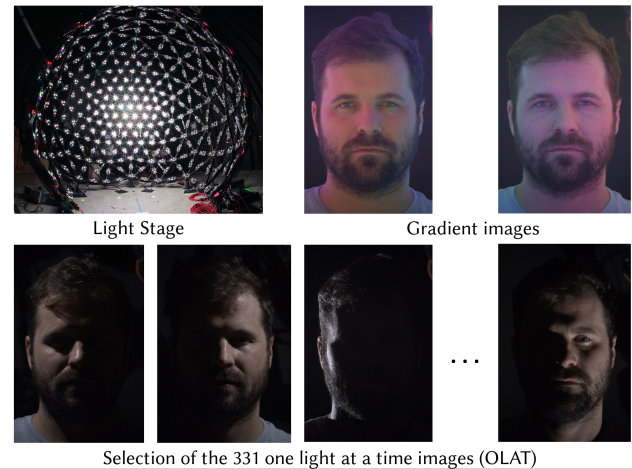 Light Stage
Gradient images
...
Selection of the 331 one light at a time images (OLAT)